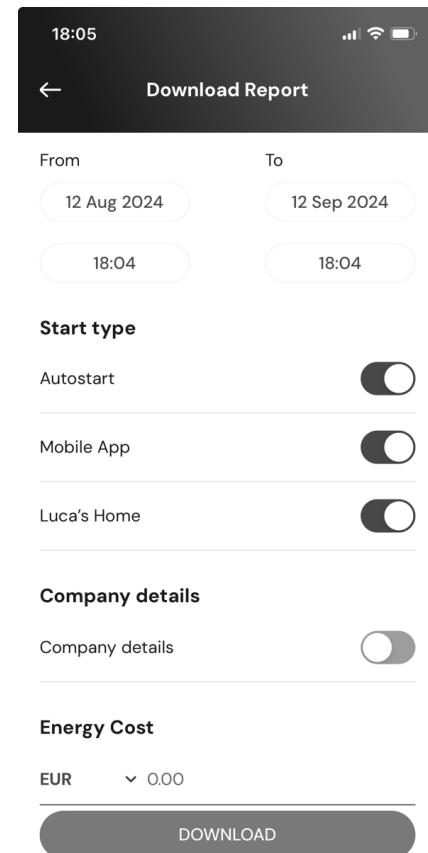 18:05
Download Report
From To
12 Aug 2024 12 Sep 2024
18:04 18:04
Start type
Autostart
Mobile App
Luca’s Home
Company details
Company details
Energy Cost
EUR 0.00
DOWNLOAD